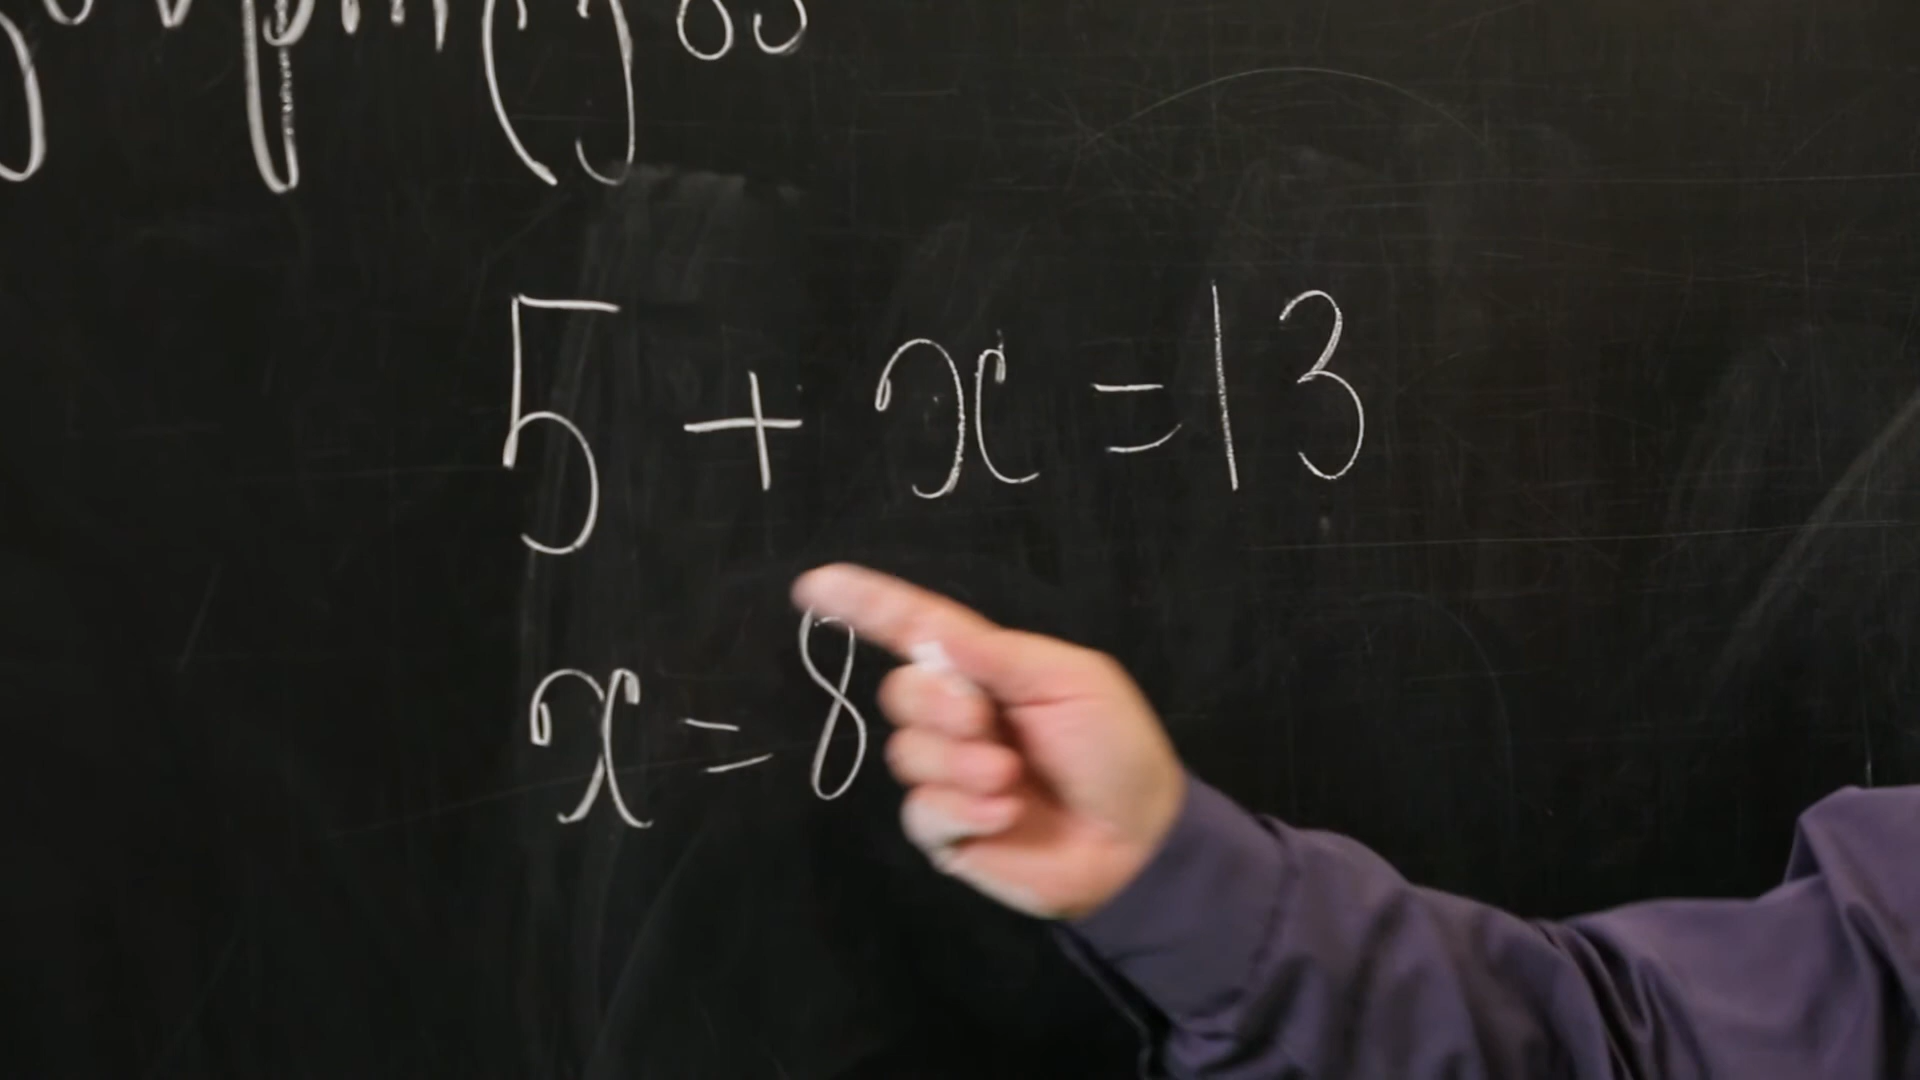 5 + x = 13
x = 8